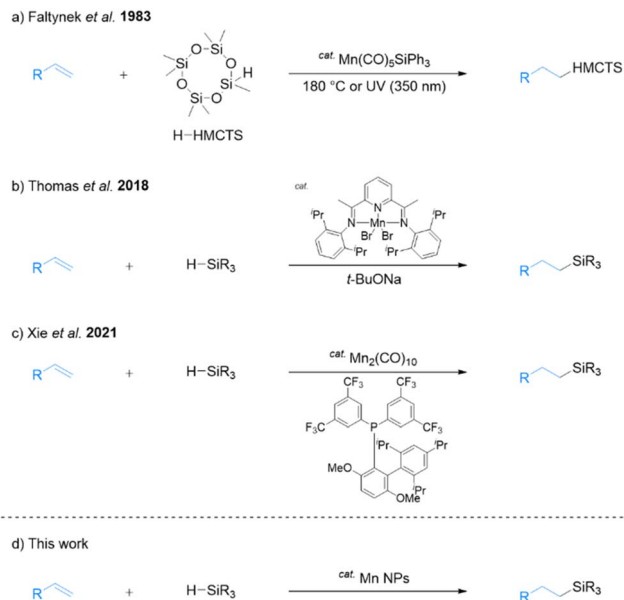 a) Faltynek et al. 1983
R
+
Si
O
Si
O
Si
H
O
Si
O
H-HMCTS
cat. Mn(CO)5SiPh3
180 °C or UV (350 nm)
R
HMCTS
b) Thomas et al. 2018
R
+
H-SiR3
cat.
iPr
N
N
Mn
N
iPr
Br
Br
iPr
iPr
t-BuONa
R
SiR3
c) Xie et al. 2021
R
+
H-SiR3
cat. Mn2(CO)10
CF3
CF3
F3C
P
CF3
iPr
iPr
MeO
iPr
OMe
R
SiR3
d) This work
R
+
H-SiR3
cat. Mn NPs
R
SiR3